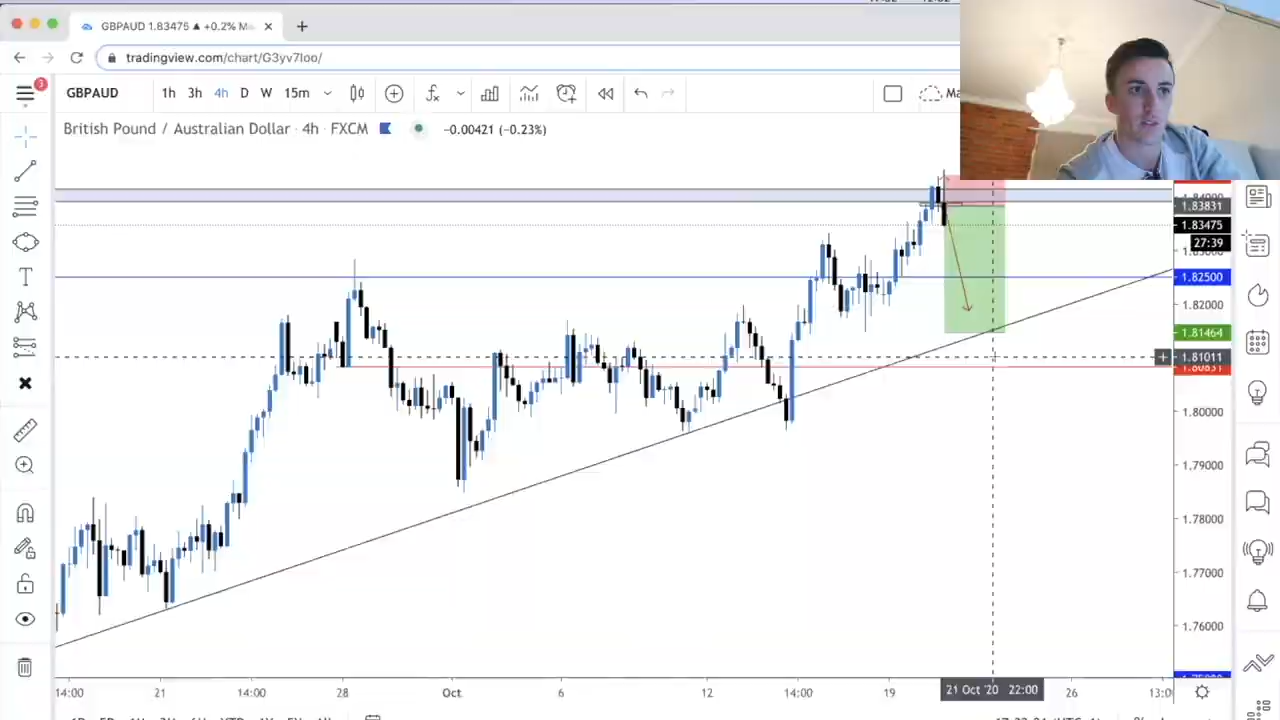 GBPAUD 1.83475 ▲ +0.2% M
tradingview.com/chart/G3yv7Ioo/
3
GBPAUD 1h 3h 4h D W 15m
British Pound / Australian Dollar · 4h · FXCM −0.00421 (−0.23%)
1.83831
1.83475
27:39
1.82500
1.82000
1.81464
1.81011
1.80831
1.80000
1.79000
1.78000
1.77000
1.76000
14:00 21 14:00 28 Oct 6 12 14:00 19 21 Oct '20 22:00 26 13:0